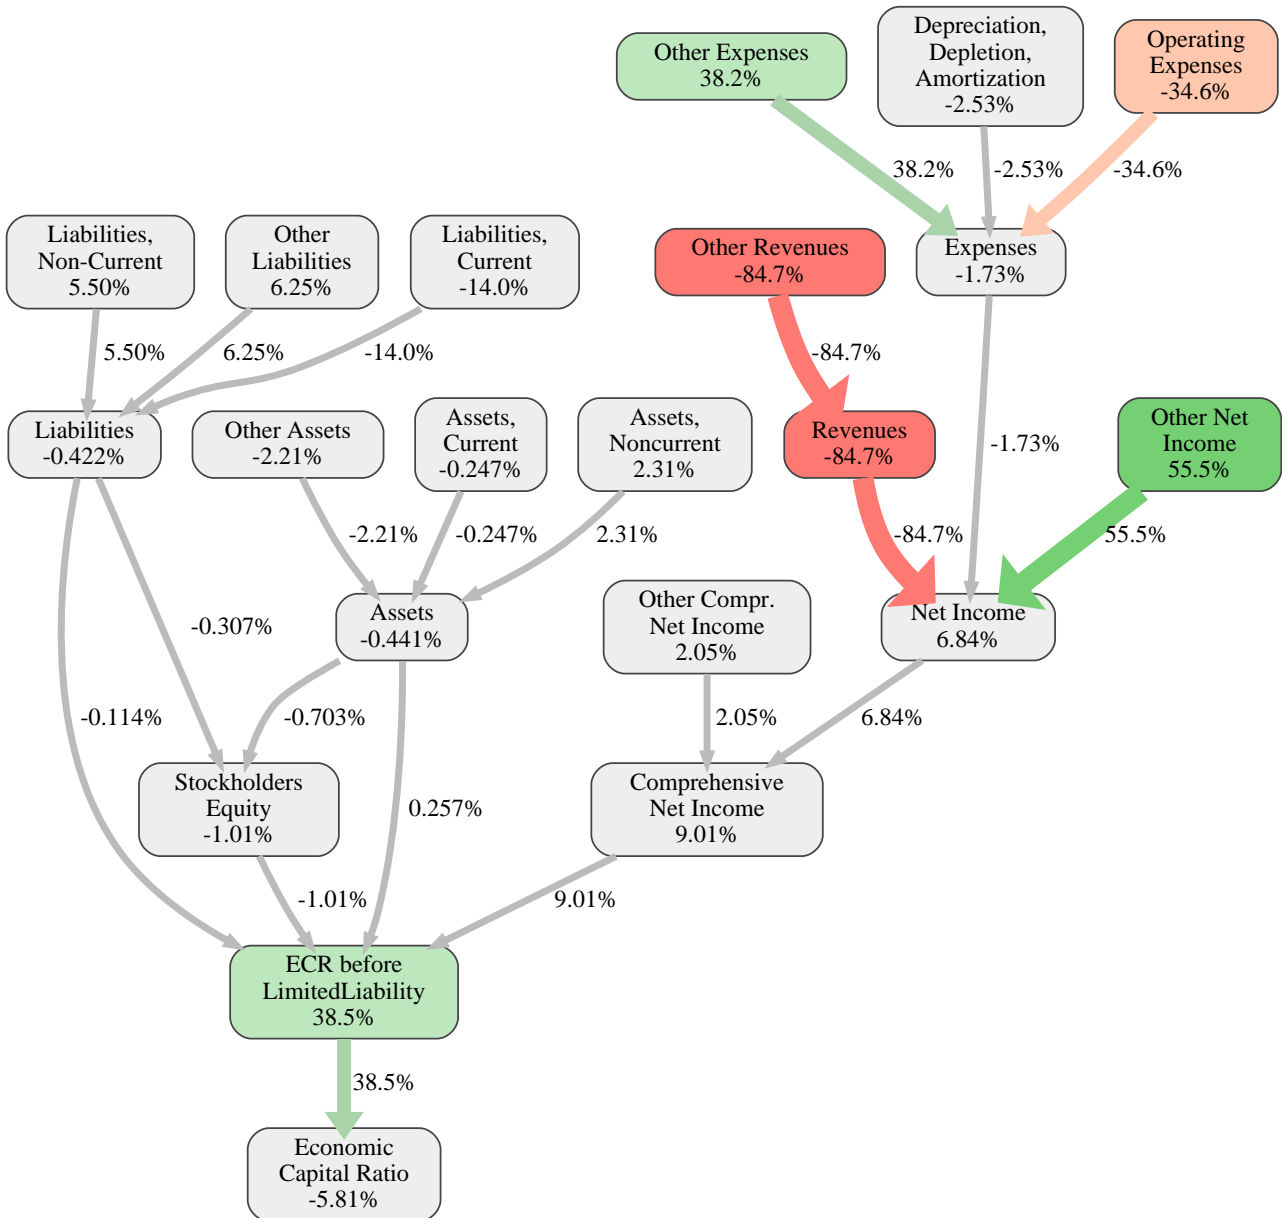 Other Expenses
38.2%
Depreciation,
Depletion,
Amortization
-2.53%
Operating
Expenses
-34.6%
38.2%
-2.53%
-34.6%
Liabilities,
Non-Current
5.50%
Other
Liabilities
6.25%
Liabilities,
Current
-14.0%
Other Revenues
-84.7%
Expenses
-1.73%
5.50%
6.25%
-14.0%
-84.7%
-1.73%
Liabilities
-0.422%
Other Assets
-2.21%
Assets,
Current
-0.247%
Assets,
Noncurrent
2.31%
Revenues
-84.7%
Other Net
Income
55.5%
-2.21%
-0.247%
2.31%
-84.7%
55.5%
-0.307%
Assets
-0.441%
Other Compr.
Net Income
2.05%
Net Income
6.84%
-0.114%
-0.703%
0.257%
2.05%
6.84%
Stockholders
Equity
-1.01%
Comprehensive
Net Income
9.01%
-1.01%
9.01%
ECR before
LimitedLiability
38.5%
38.5%
Economic
Capital Ratio
-5.81%